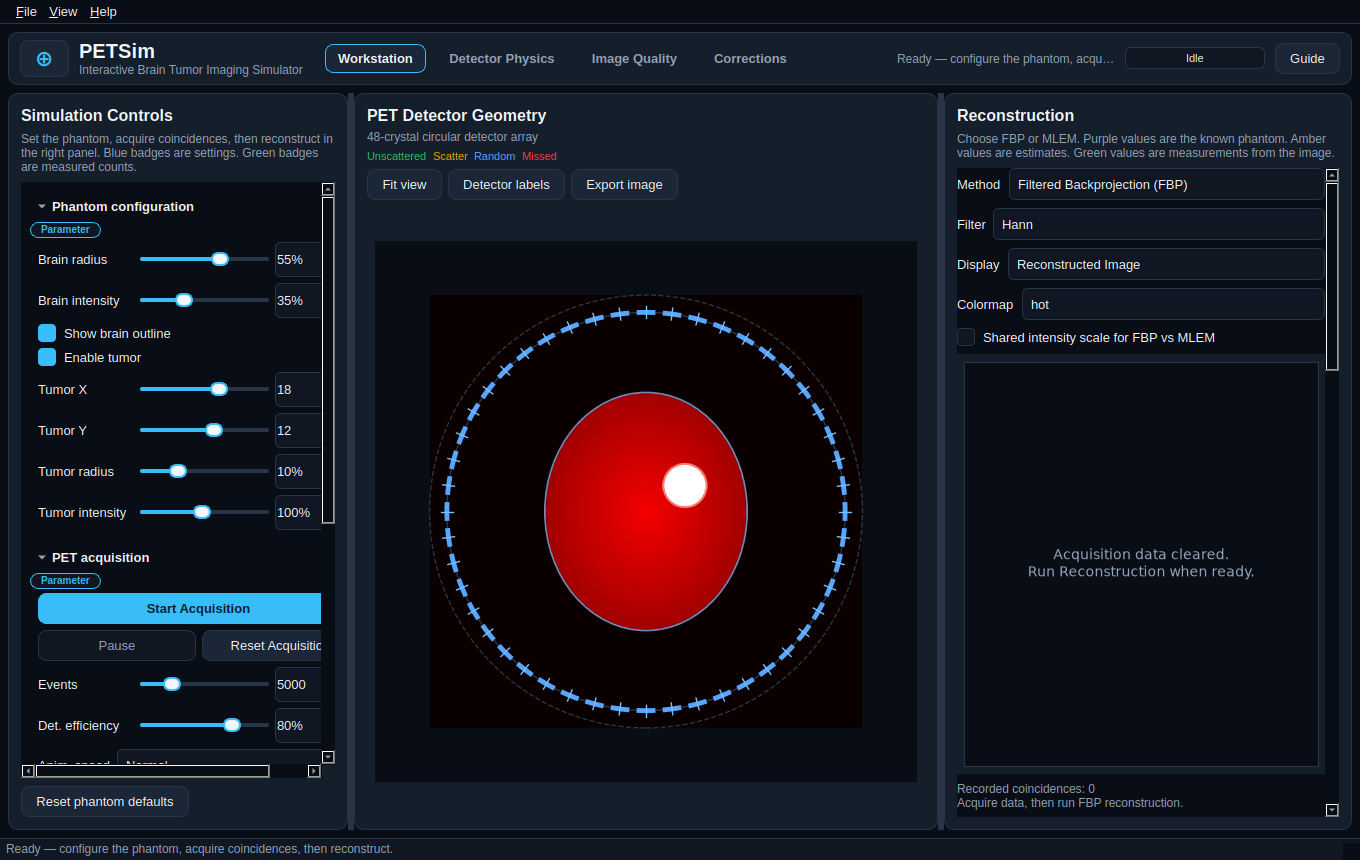 File View Help
PETSim
Interactive Brain Tumor Imaging Simulator
Workstation
Detector Physics
Image Quality
Corrections
Ready — configure the phantom, acqu…
Idle
Guide
Simulation Controls
Set the phantom, acquire coincidences, then reconstruct in
the right panel. Blue badges are settings. Green badges
are measured counts.
Phantom configuration
Parameter
Brain radius 55%
Brain intensity 35%
Show brain outline
Enable tumor
Tumor X 18
Tumor Y 12
Tumor radius 10%
Tumor intensity 100%
PET acquisition
Parameter
Start Acquisition
Pause Reset Acquisitio
Events 5000
Det. efficiency 80%
Anim. speed Normal
Reset phantom defaults
PET Detector Geometry
48-crystal circular detector array
Unscattered Scatter Random Missed
Fit view Detector labels Export image
Reconstruction
Choose FBP or MLEM. Purple values are the known phantom. Amber
values are estimates. Green values are measurements from the image.
Method Filtered Backprojection (FBP)
Filter Hann
Display Reconstructed Image
Colormap hot
Shared intensity scale for FBP vs MLEM
Acquisition data cleared.
Run Reconstruction when ready.
Recorded coincidences: 0
Acquire data, then run FBP reconstruction.
Ready — configure the phantom, acquire coincidences, then reconstruct.